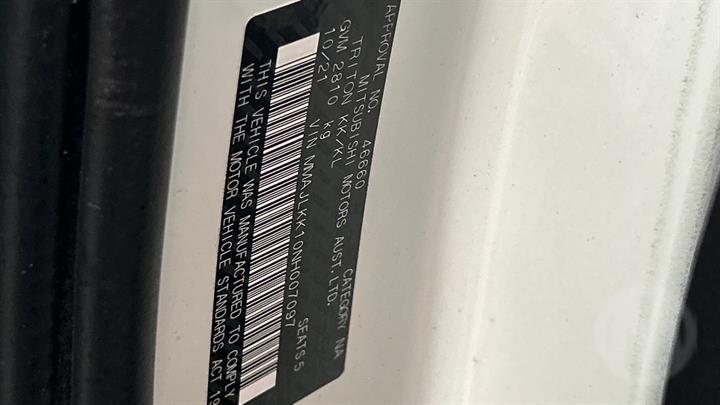 APPROVAL NO. 46660 CATEGORY NA
MITSUBISHI MOTORS AUST.LTD.
TRITON KK/KL
GVM 2810 kg
10/21 VIN MMAJLKK10NH007097 SEATS 5
THIS VEHICLE WAS MANUFACTURED TO COMPLY
WITH THE MOTOR VEHICLE STANDARDS ACT 19